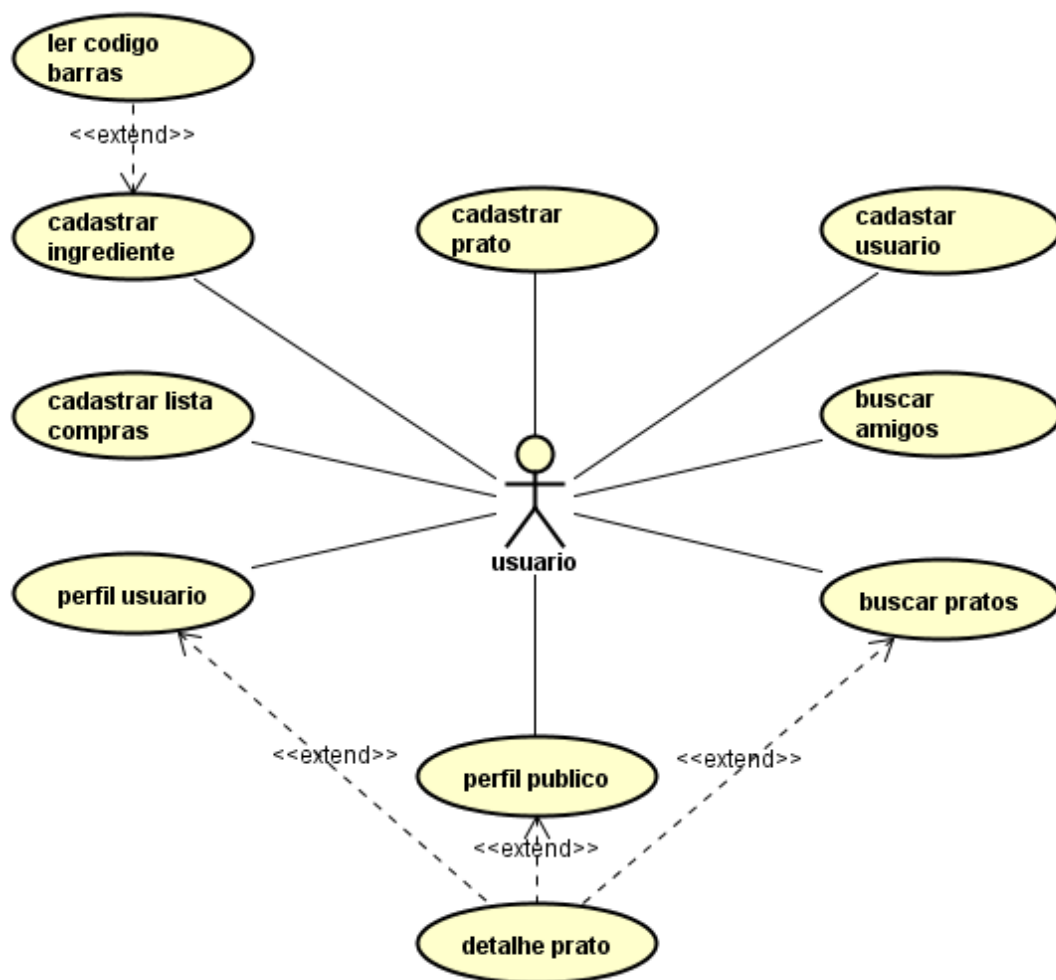 ler codigo
barras
<<extend>>
cadastrar
ingrediente
cadastrar
prato
cadastar
usuario
cadastrar lista
compras
buscar
amigos
usuario
perfil usuario
buscar pratos
<<extend>>
<<extend>>
perfil publico
<<extend>>
detalhe prato